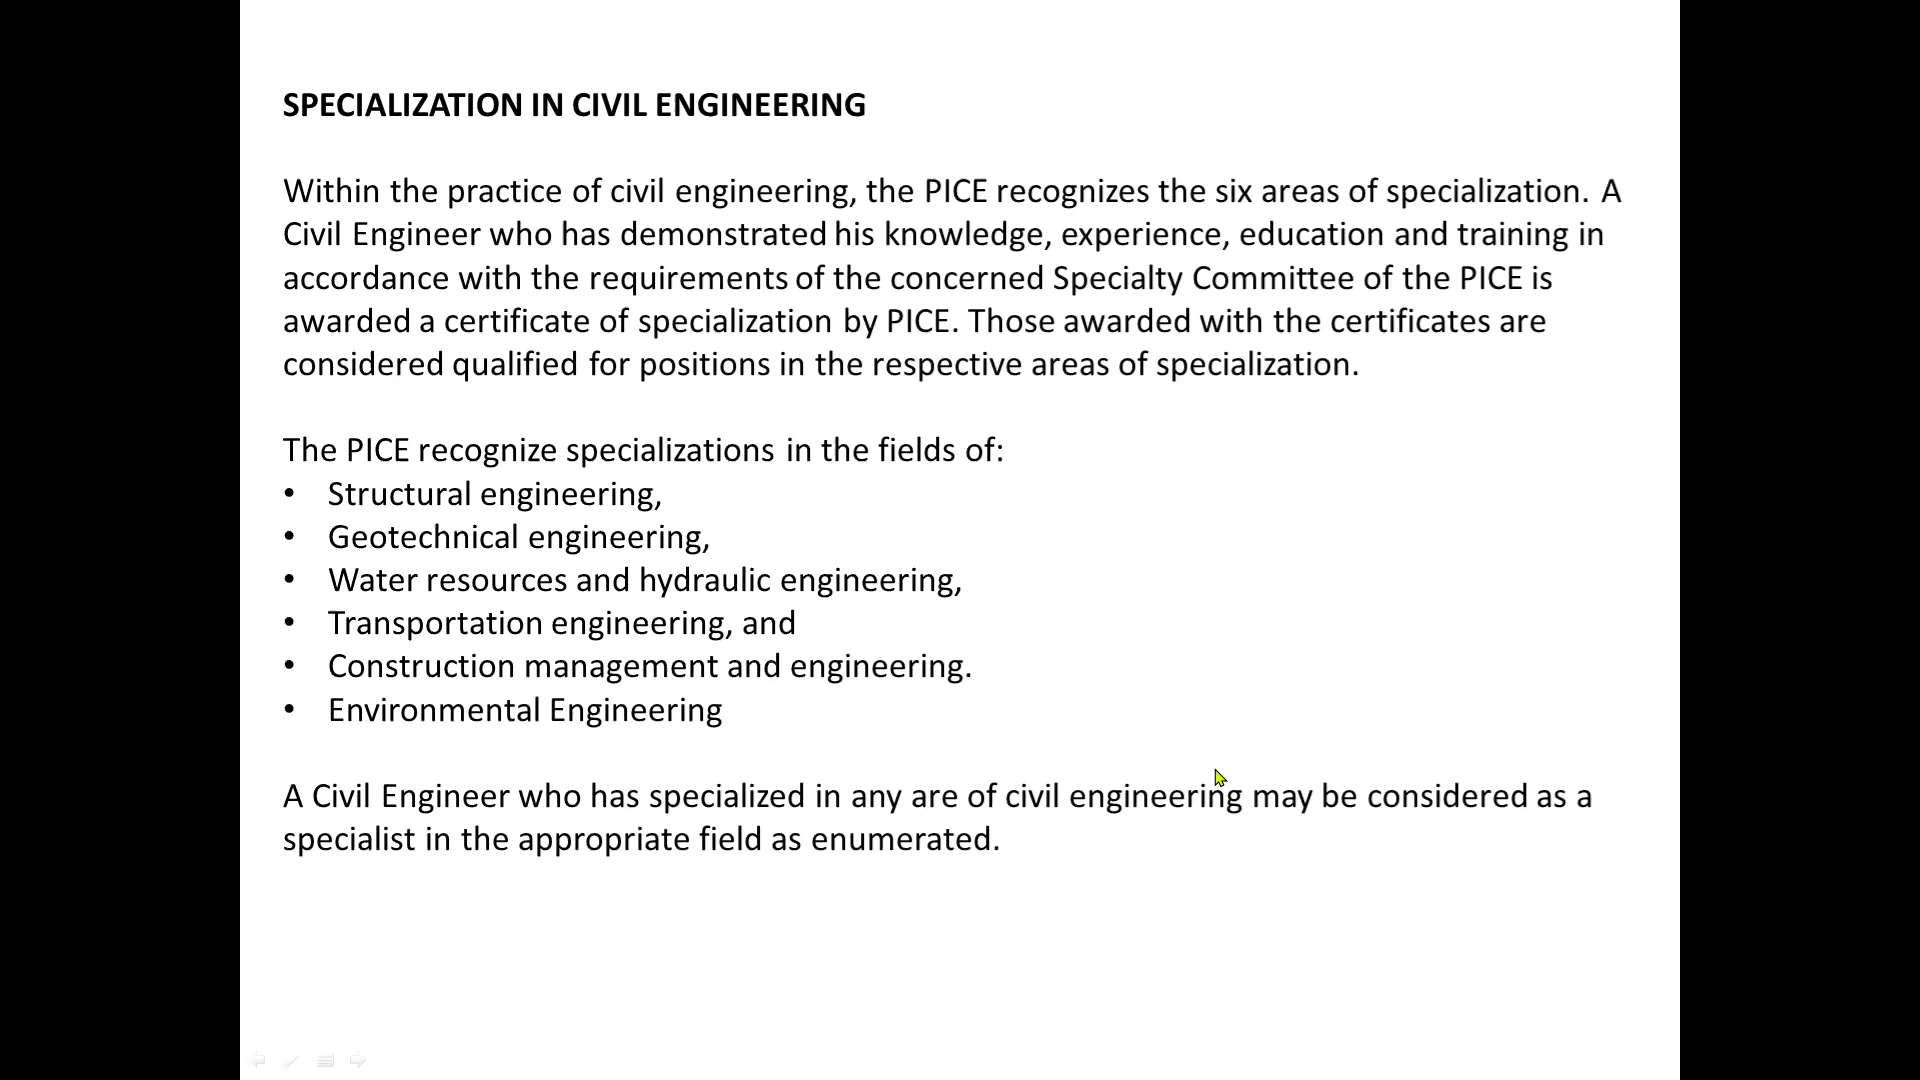 SPECIALIZATION IN CIVIL ENGINEERING
Within the practice of civil engineering, the PICE recognizes the six areas of specialization. A
Civil Engineer who has demonstrated his knowledge, experience, education and training in
accordance with the requirements of the concerned Specialty Committee of the PICE is
awarded a certificate of specialization by PICE. Those awarded with the certificates are
considered qualified for positions in the respective areas of specialization.
The PICE recognize specializations in the fields of:
• Structural engineering,
• Geotechnical engineering,
• Water resources and hydraulic engineering,
• Transportation engineering, and
• Construction management and engineering.
• Environmental Engineering
A Civil Engineer who has specialized in any are of civil engineering may be considered as a
specialist in the appropriate field as enumerated.